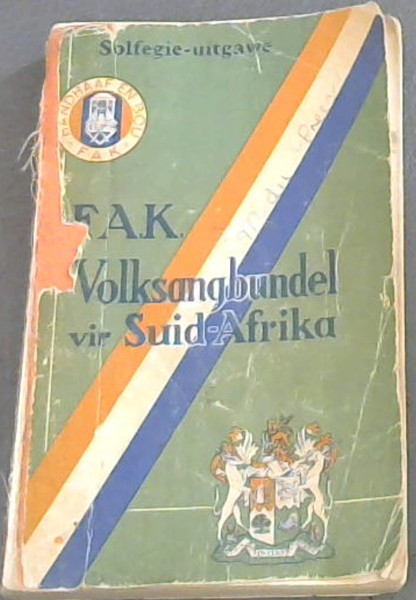 Solfegie-uitgawe
HANDHAAF EN BOU
F A K
F.A.K.
Volksangbundel
vir Suid-Afrika